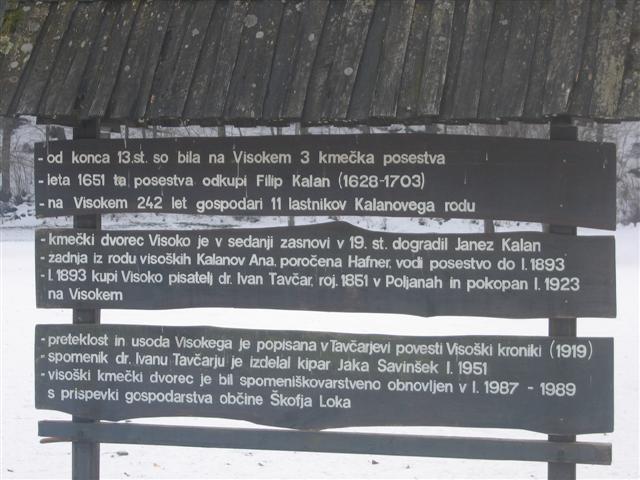 - od konca 13.st. so bila na Visokem 3 kmečka posestva
- leta 1651 ta posestva odkupi Filip Kalan (1628-1703)
- na Visokem 242 let gospodari 11 lastnikov Kalanovega rodu
- kmečki dvorec Visoko je v sedanji zasnovi v 19. st. dogradil Janez Kalan
- zadnja iz rodu visoških Kalanov Ana, poročena Hafner, vodi posestvo do l. 1893
- l. 1893 kupi Visoko pisatelj dr. Ivan Tavčar, roj. 1851 v Poljanah in pokopan l. 1923
na Visokem
- preteklost in usoda Visokega je popisana v Tavčarjevi povesti Visoški kroniki (1919)
- spomenik dr. Ivanu Tavčarju je izdelal kipar Jaka Savinšek l. 1951
- visoški kmečki dvorec je bil spomeniškovarstveno obnovljen v l. 1987 - 1989
s prispevki gospodarstva občine Škofja Loka